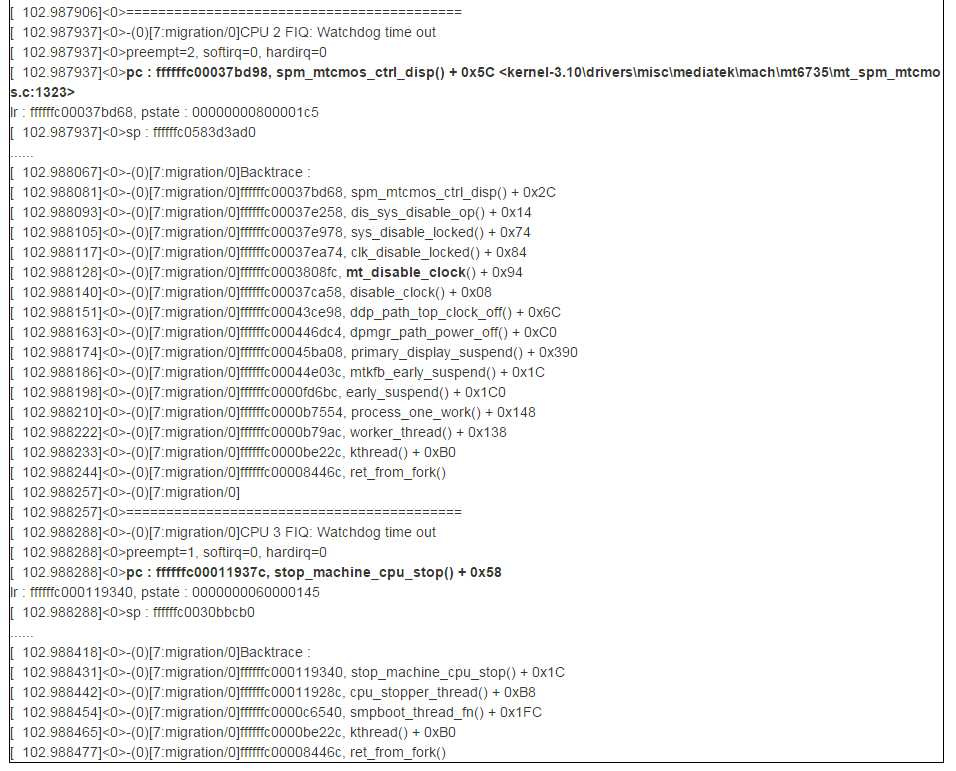 [  102.987906]<0>==========================================
[  102.987937]<0>-(0)[7:migration/0]CPU 2 FIQ: Watchdog time out
[  102.987937]<0>preempt=2, softirq=0, hardirq=0
[  102.987937]<0>pc : ffffffc00037bd98, spm_mtcmos_ctrl_disp() + 0x5C <kernel-3.10\drivers\misc\mediatek\mach\mt6735\mt_spm_mtcmo
s.c:1323>
lr : ffffffc00037bd68, pstate : 00000000800001c5
[  102.987937]<0>sp : ffffffc0583d3ad0
......
[  102.988067]<0>-(0)[7:migration/0]Backtrace :
[  102.988081]<0>-(0)[7:migration/0]ffffffc00037bd68, spm_mtcmos_ctrl_disp() + 0x2C
[  102.988093]<0>-(0)[7:migration/0]ffffffc00037e258, dis_sys_disable_op() + 0x14
[  102.988105]<0>-(0)[7:migration/0]ffffffc00037e978, sys_disable_locked() + 0x74
[  102.988117]<0>-(0)[7:migration/0]ffffffc00037ea74, clk_disable_locked() + 0x84
[  102.988128]<0>-(0)[7:migration/0]ffffffc0003808fc, mt_disable_clock() + 0x94
[  102.988140]<0>-(0)[7:migration/0]ffffffc00037ca58, disable_clock() + 0x08
[  102.988151]<0>-(0)[7:migration/0]ffffffc00043ce98, ddp_path_top_clock_off() + 0x6C
[  102.988163]<0>-(0)[7:migration/0]ffffffc000446dc4, dpmgr_path_power_off() + 0xC0
[  102.988174]<0>-(0)[7:migration/0]ffffffc00045ba08, primary_display_suspend() + 0x390
[  102.988186]<0>-(0)[7:migration/0]ffffffc00044e03c, mtkfb_early_suspend() + 0x1C
[  102.988198]<0>-(0)[7:migration/0]ffffffc0000fd6bc, early_suspend() + 0x1C0
[  102.988210]<0>-(0)[7:migration/0]ffffffc0000b7554, process_one_work() + 0x148
[  102.988222]<0>-(0)[7:migration/0]ffffffc0000b79ac, worker_thread() + 0x138
[  102.988233]<0>-(0)[7:migration/0]ffffffc0000be22c, kthread() + 0xB0
[  102.988244]<0>-(0)[7:migration/0]ffffffc00008446c, ret_from_fork()
[  102.988257]<0>-(0)[7:migration/0]
[  102.988257]<0>==========================================
[  102.988288]<0>-(0)[7:migration/0]CPU 3 FIQ: Watchdog time out
[  102.988288]<0>preempt=1, softirq=0, hardirq=0
[  102.988288]<0>pc : ffffffc00011937c, stop_machine_cpu_stop() + 0x58
lr : ffffffc000119340, pstate : 0000000060000145
[  102.988288]<0>sp : ffffffc0030bbcb0
......
[  102.988418]<0>-(0)[7:migration/0]Backtrace :
[  102.988431]<0>-(0)[7:migration/0]ffffffc000119340, stop_machine_cpu_stop() + 0x1C
[  102.988442]<0>-(0)[7:migration/0]ffffffc00011928c, cpu_stopper_thread() + 0xB8
[  102.988454]<0>-(0)[7:migration/0]ffffffc0000c6540, smpboot_thread_fn() + 0x1FC
[  102.988465]<0>-(0)[7:migration/0]ffffffc0000be22c, kthread() + 0xB0
[  102.988477]<0>-(0)[7:migration/0]ffffffc00008446c, ret_from_fork()